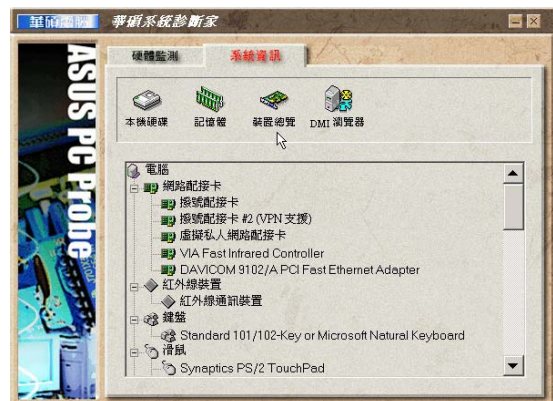 華碩電腦 華碩系統診斷家
ASUS PC Probe
硬體監測 系統資訊
本機硬碟 記憶體 裝置總覽 DMI 瀏覽器
電腦
網路配接卡
撥號配接卡
撥號配接卡 #2 (VPN 支援)
虛擬私人網路配接卡
VIA Fast Infrared Controller
DAVICOM 9102/A PCI Fast Ethernet Adapter
紅外線裝置
紅外線通訊裝置
鍵盤
Standard 101/102-Key or Microsoft Natural Keyboard
滑鼠
Synaptics PS/2 TouchPad